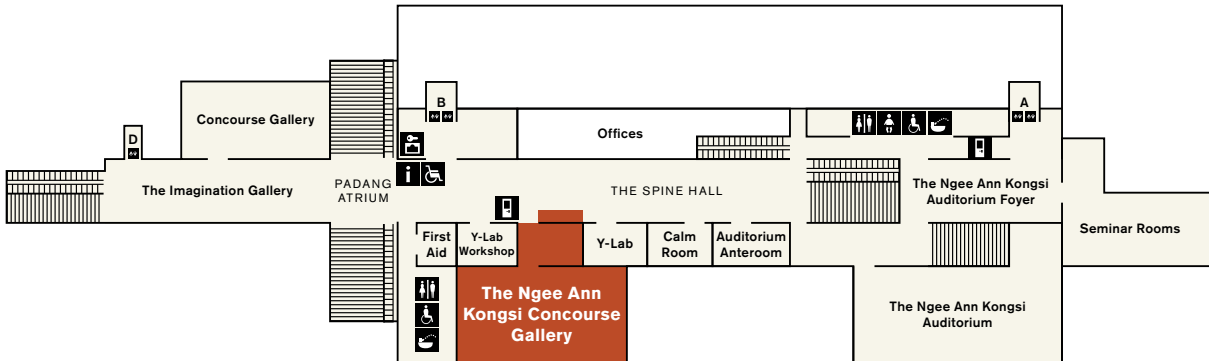 B
A
Concourse Gallery
D
Offices
i
The Imagination Gallery
PADANG
ATRIUM
THE SPINE HALL
The Ngee Ann Kongsi
Auditorium Foyer
Seminar Rooms
First
Aid
Y-Lab
Workshop
Y-Lab
Calm
Room
Auditorium
Anteroom
The Ngee Ann
Kongsi Concourse
Gallery
The Ngee Ann Kongsi
Auditorium